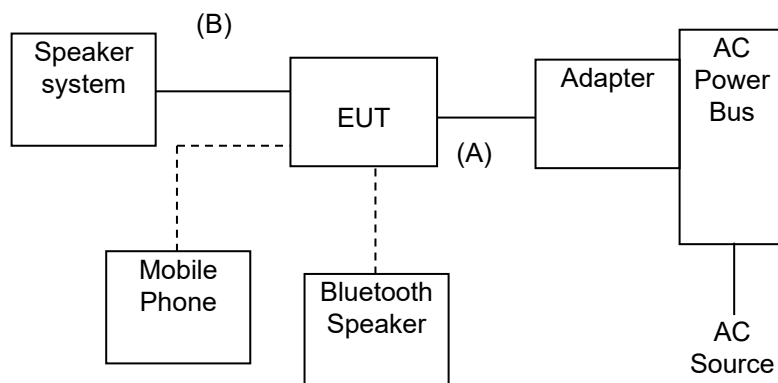 (B)
Speaker
system
EUT
(A)
Adapter
AC
Power
Bus
Mobile
Phone
Bluetooth
Speaker
AC
Source